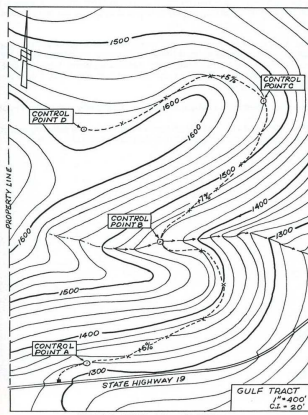 1500
+5%
CONTROL
POINT C
1600
CONTROL
POINT D
1600
1500
+7%
1400
PROPERTY LINE
CONTROL
POINT B
1300
1600
1500
1400
+6%
CONTROL
POINT A
1300
STATE HIGHWAY 19
GULF TRACT
1"=400'
C.I. = 20'